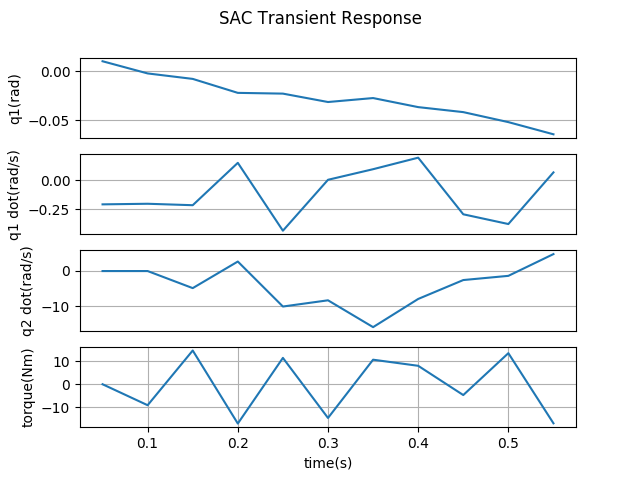 SAC Transient Response
q1(rad)
0.00
−0.05
q1 dot(rad/s)
0.00
−0.25
q2 dot(rad/s)
0
−10
torque(Nm)
10
0
−10
0.1 0.2 0.3 0.4 0.5
time(s)